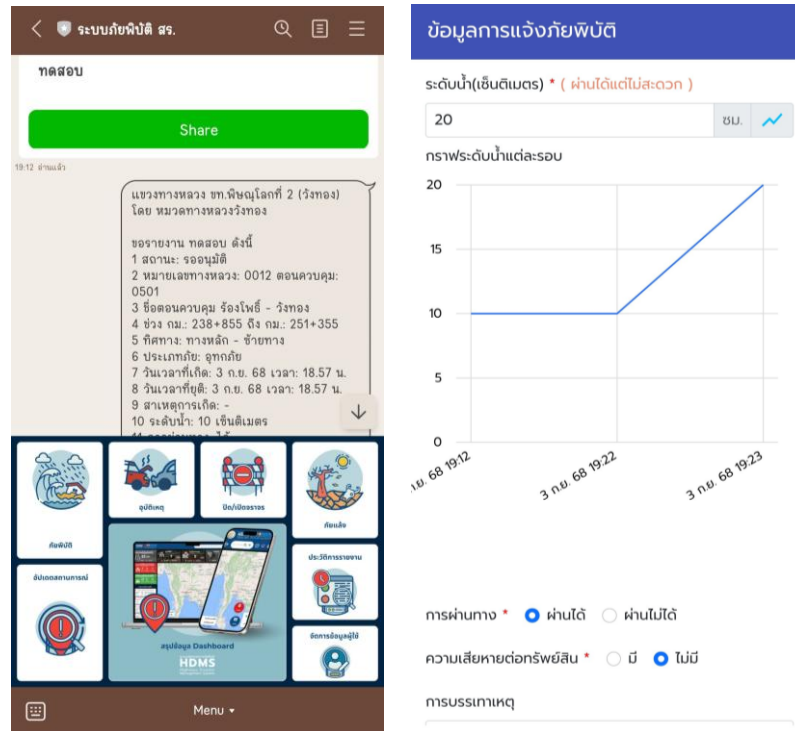 ระบบภัยพิบัติ สร.
ทดสอบ
Share
19:12 อ่านแล้ว
แขวงทางหลวง ขท.พิษณุโลกที่ 2 (วังทอง)
โดย หมวดทางหลวงวังทอง
ขอรายงาน ทดสอบ ดังนี้
1 สถานะ: รออนุมัติ
2 หมายเลขทางหลวง: 0012 ตอนควบคุม:
0501
3 ชื่อตอนควบคุม ร้องโพธิ์ - วังทอง
4 ช่วง กม.: 238+855 ถึง กม.: 251+355
5 ทิศทาง: ทางหลัก - ซ้ายทาง
6 ประเภทภัย: อุทกภัย
7 วันเวลาที่เกิด: 3 ก.ย. 68 เวลา: 18.57 น.
8 วันเวลาที่ยุติ: 3 ก.ย. 68 เวลา: 18.57 น.
9 สาเหตุการเกิด: -
10 ระดับน้ำ: 10 เซ็นติเมตร
ภัยพิบัติ
อุบัติเหตุ
ปิด/เปิดจราจร
ภัยแล้ง
อัปเดตสถานการณ์
สรุปข้อมูล Dashboard
HDMS
ประวัติการรายงาน
จัดการข้อมูลผู้ใช้
Menu
ข้อมูลการแจ้งภัยพิบัติ
ระดับน้ำ(เซ็นติเมตร) * ( ผ่านได้แต่ไม่สะดวก )
20 ซม.
กราฟระดับน้ำแต่ละรอบ
20
15
10
5
0
.ย. 68 19:12
3 ก.ย. 68 19:22
3 ก.ย. 68 19:23
การผ่านทาง * ผ่านได้ ผ่านไม่ได้
ความเสียหายต่อทรัพย์สิน * มี ไม่มี
การบรรเทาเหตุ